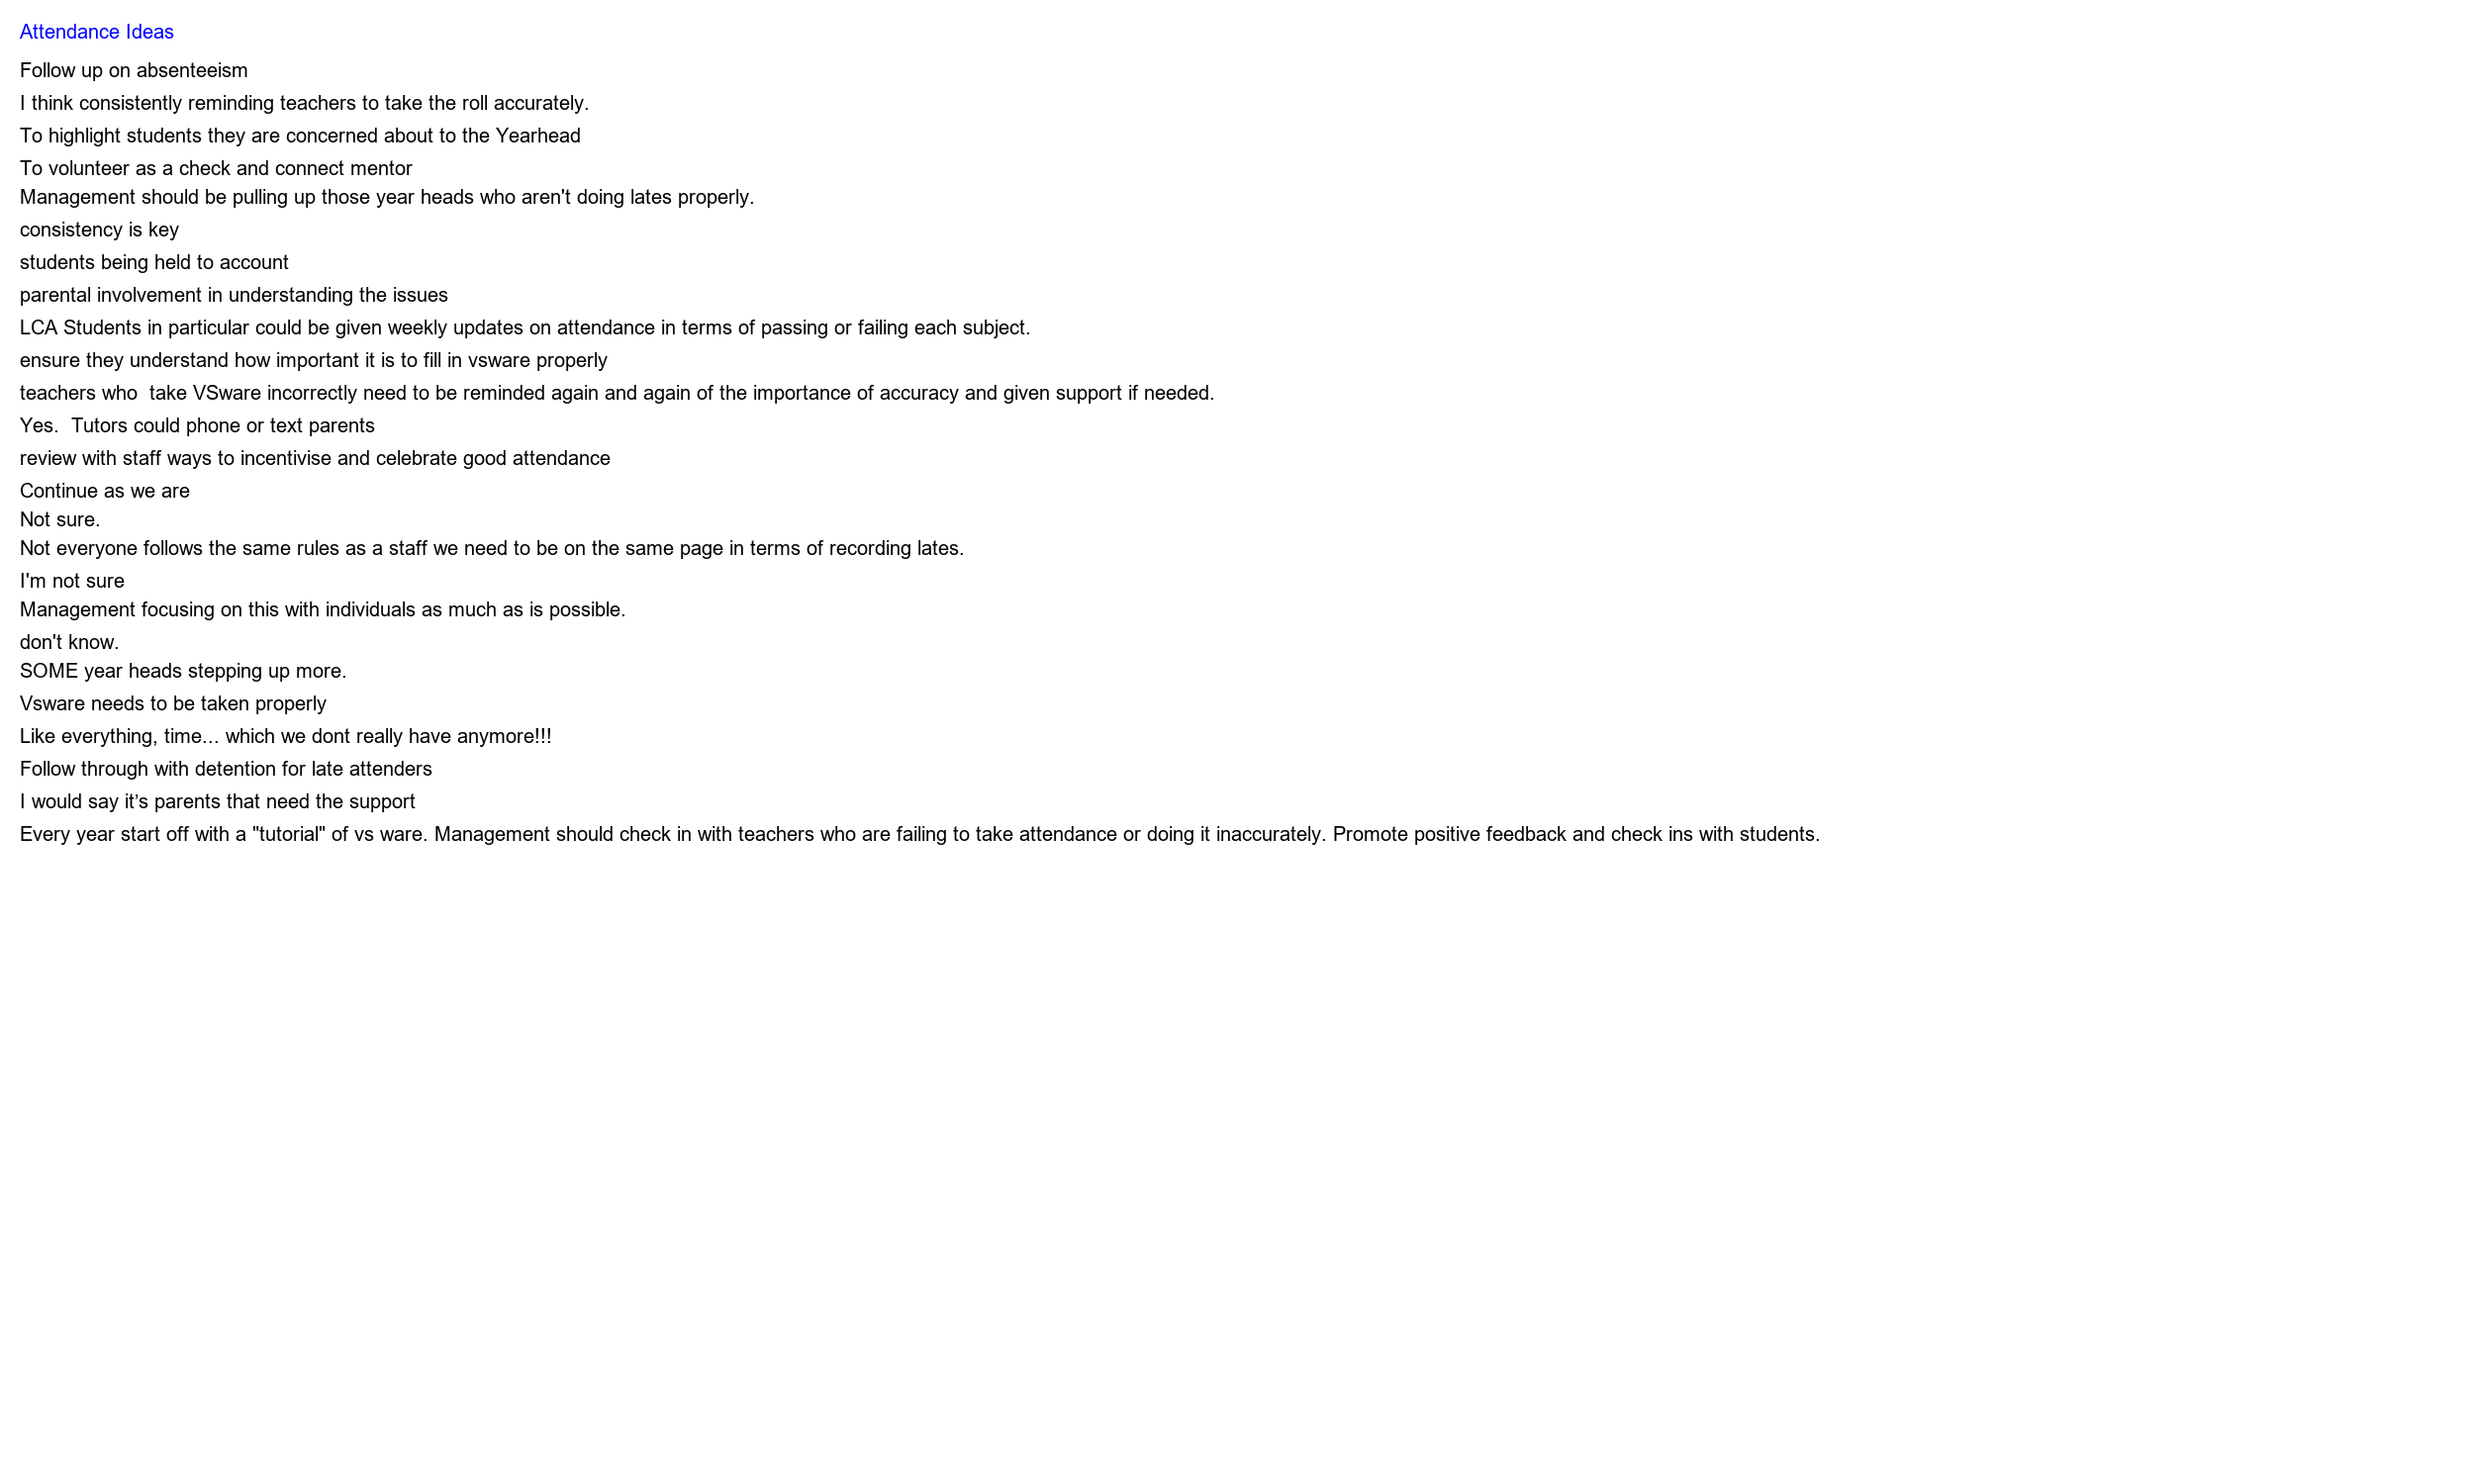 Attendance Ideas
Follow up on absenteeism
I think consistently reminding teachers to take the roll accurately.
To highlight students they are concerned about to the Yearhead
To volunteer as a check and connect mentor
Management should be pulling up those year heads who aren't doing lates properly.
consistency is key
students being held to account
parental involvement in understanding the issues
LCA Students in particular could be given weekly updates on attendance in terms of passing or failing each subject.
ensure they understand how important it is to fill in vsware properly
teachers who  take VSware incorrectly need to be reminded again and again of the importance of accuracy and given support if needed.
Yes.  Tutors could phone or text parents
review with staff ways to incentivise and celebrate good attendance
Continue as we are
Not sure.
Not everyone follows the same rules as a staff we need to be on the same page in terms of recording lates.
I'm not sure
Management focusing on this with individuals as much as is possible.
don't know.
SOME year heads stepping up more.
Vsware needs to be taken properly
Like everything, time... which we dont really have anymore!!!
Follow through with detention for late attenders
I would say it’s parents that need the support
Every year start off with a "tutorial" of vs ware. Management should check in with teachers who are failing to take attendance or doing it inaccurately. Promote positive feedback and check ins with students.